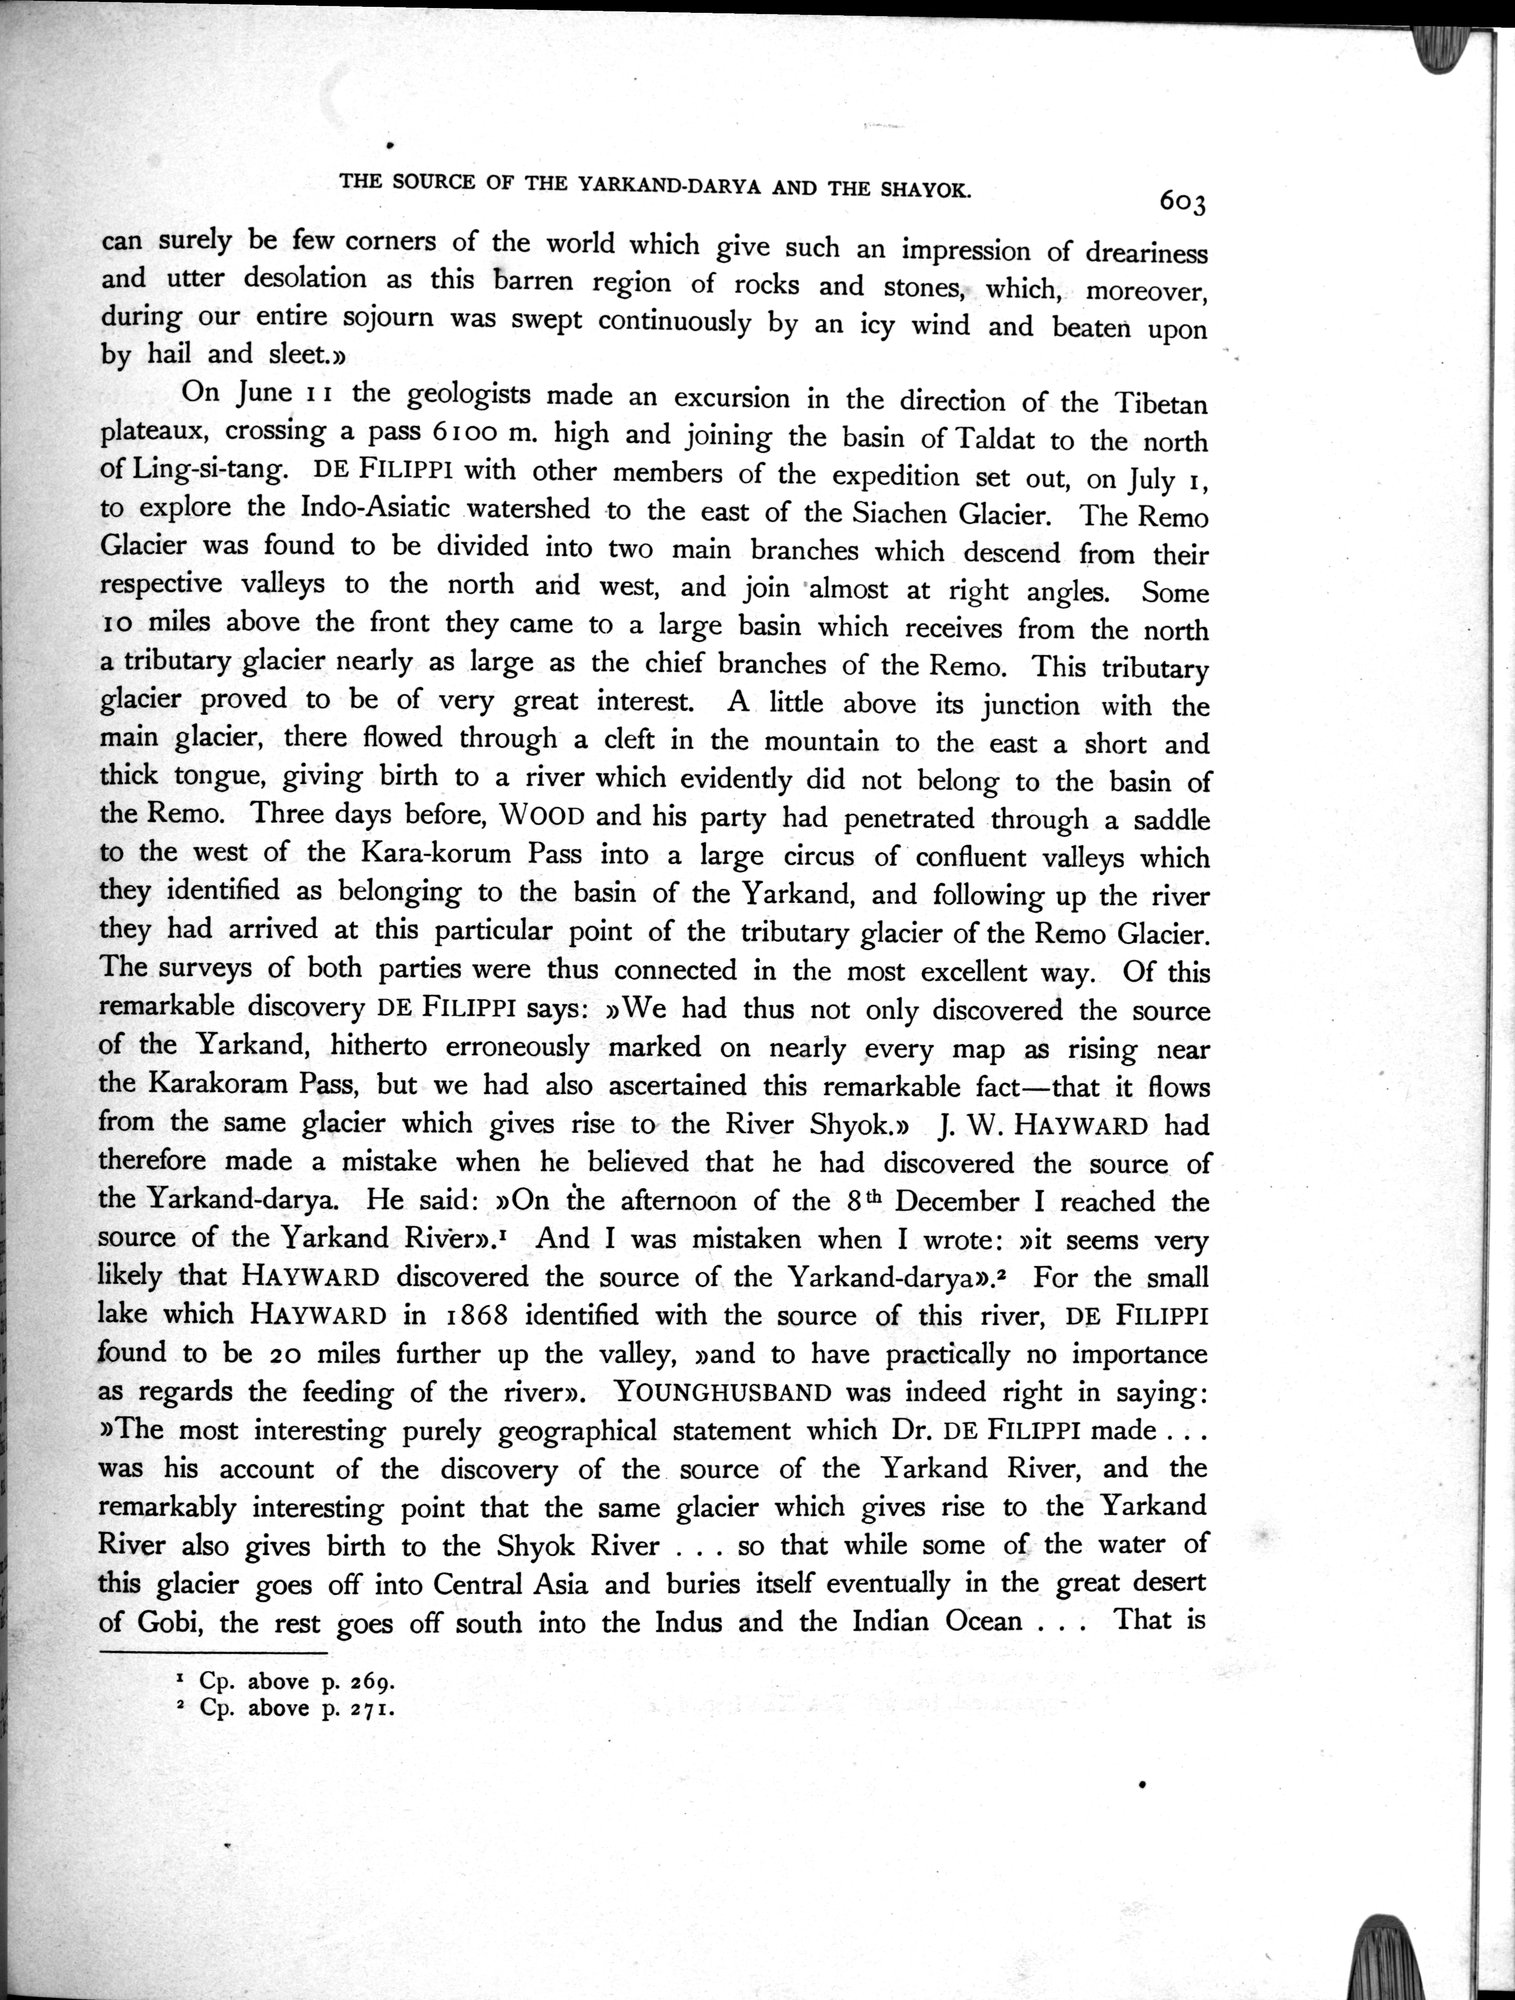 THE SOURCE OF THE YARKAND-DARYA AND THE SHAYOK.
603
can surely be few corners of the world which give such an impression of dreariness
and utter desolation as this barren region of rocks and stones, which, moreover,
during our entire sojourn was swept continuously by an icy wind and beaten upon
by hail and sleet.»
On June 11 the geologists made an excursion in the direction of the Tibetan
plateaux, crossing a pass 6100 m. high and joining the basin of Taldat to the north
of Ling-si-tang. DE FILIPPI with other members of the expedition set out, on July 1,
to explore the Indo-Asiatic watershed to the east of the Siachen Glacier. The Remo
Glacier was found to be divided into two main branches which descend from their
respective valleys to the north and west, and join almost at right angles. Some
10 miles above the front they came to a large basin which receives from the north
a tributary glacier nearly as large as the chief branches of the Remo. This tributary
glacier proved to be of very great interest. A little above its junction with the
main glacier, there flowed through a cleft in the mountain to the east a short and
thick tongue, giving birth to a river which evidently did not belong to the basin of
the Remo. Three days before, WOOD and his party had penetrated through a saddle
to the west of the Kara-korum Pass into a large circus of confluent valleys which
they identified as belonging to the basin of the Yarkand, and following up the river
they had arrived at this particular point of the tributary glacier of the Remo Glacier.
The surveys of both parties were thus connected in the most excellent way. Of this
remarkable discovery DE FILIPPI says: »We had thus not only discovered the source
of the Yarkand, hitherto erroneously marked on nearly every map as rising near
the Karakoram Pass, but we had also ascertained this remarkable fact—that it flows
from the same glacier which gives rise to the River Shyok.» J. W. HAYWARD had
therefore made a mistake when he believed that he had discovered the source of
the Yarkand-darya. He said: »On the afternoon of the 8th December I reached the
source of the Yarkand River».¹ And I was mistaken when I wrote: »it seems very
likely that HAYWARD discovered the source of the Yarkand-darya».² For the small
lake which HAYWARD in 1868 identified with the source of this river, DE FILIPPI
found to be 20 miles further up the valley, »and to have practically no importance
as regards the feeding of the river». YOUNGHUSBAND was indeed right in saying:
»The most interesting purely geographical statement which Dr. DE FILIPPI made . . .
was his account of the discovery of the source of the Yarkand River, and the
remarkably interesting point that the same glacier which gives rise to the Yarkand
River also gives birth to the Shyok River . . . so that while some of the water of
this glacier goes off into Central Asia and buries itself eventually in the great desert
of Gobi, the rest goes off south into the Indus and the Indian Ocean . . . That is
¹ Cp. above p. 269.
² Cp. above p. 271.